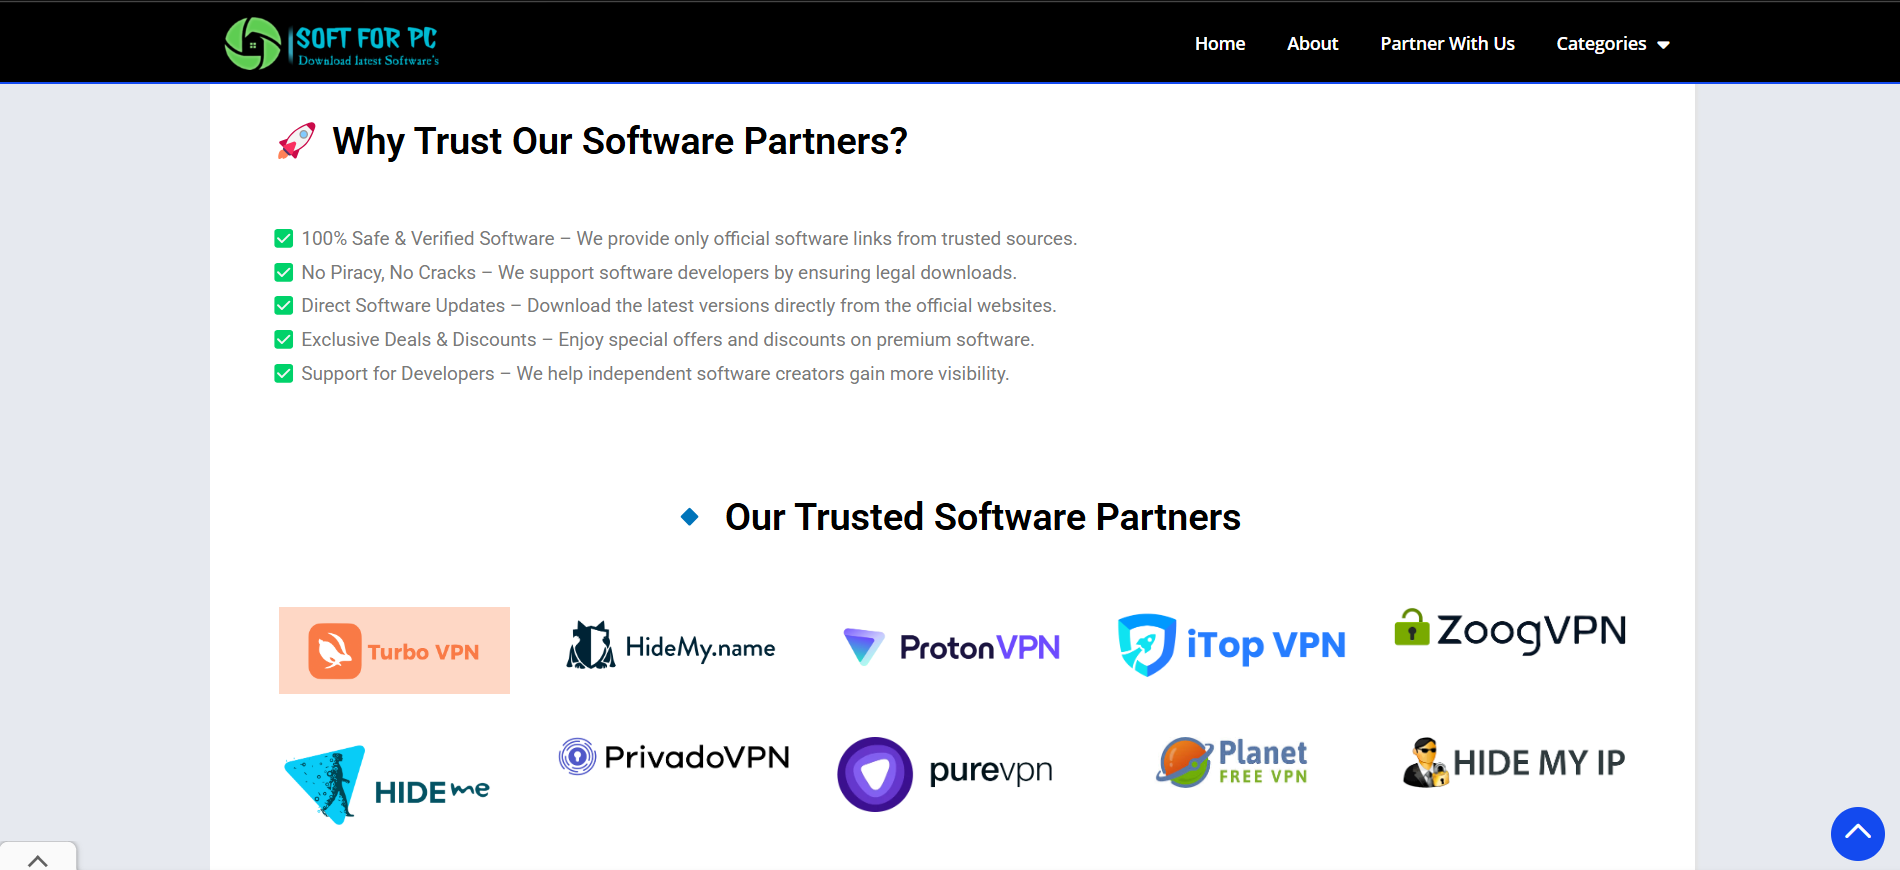 SOFT FOR PC
Download latest Software's
Home About Partner With Us Categories
🚀 Why Trust Our Software Partners?
✅ 100% Safe & Verified Software – We provide only official software links from trusted sources.
✅ No Piracy, No Cracks – We support software developers by ensuring legal downloads.
✅ Direct Software Updates – Download the latest versions directly from the official websites.
✅ Exclusive Deals & Discounts – Enjoy special offers and discounts on premium software.
✅ Support for Developers – We help independent software creators gain more visibility.
🔹 Our Trusted Software Partners
Turbo VPN
HideMy.name
ProtonVPN
iTop VPN
ZoogVPN
HIDE me
PrivadoVPN
purevpn
Planet
FREE VPN
HIDE MY IP